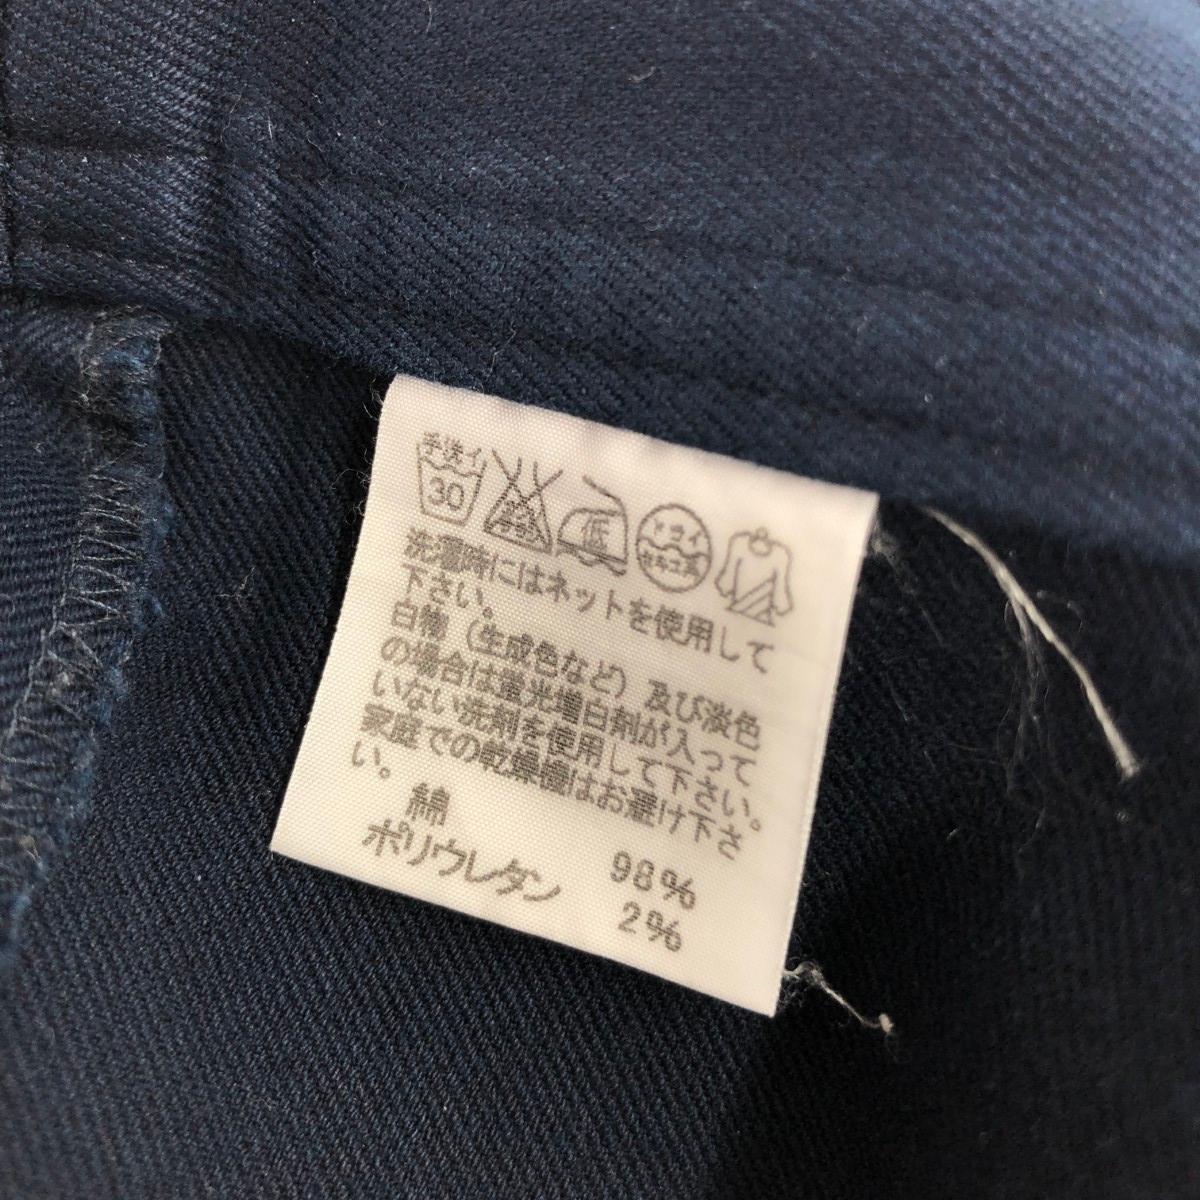 手洗イ 30 低 ドライ セキユ系
洗濯時にはネットを使用して
下さい。
白物（生成色など）及び淡色
の場合は蛍光増白剤が入って
いない洗剤を使用して下さい。
家庭での乾燥機はお避け下さ
い。
綿 98%
ポリウレタン 2%